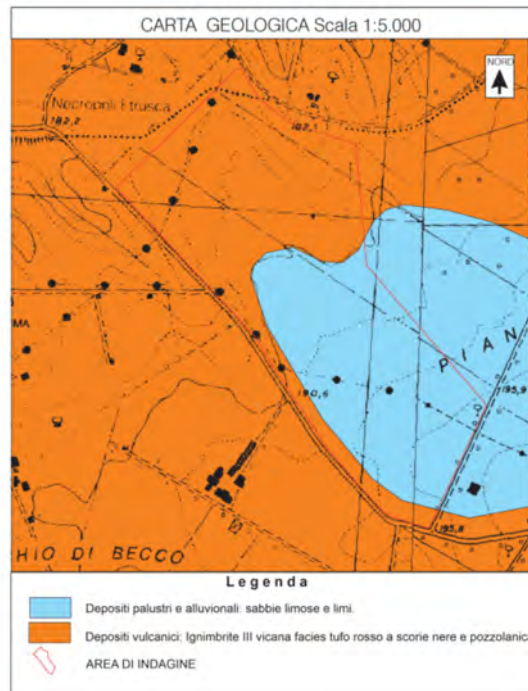 CARTA GEOLOGICA Scala 1:5.000
NORD
Necropoli Etrusca
182,2
182,1
MA
PIAN
190,6
195,9
195,8
HIO DI BECCO
Legenda
Depositi palustri e alluvionali: sabbie limose e limi.
Depositi vulcanici: Ignimbrite III vicana facies tufo rosso a scorie nere e pozzolanica
AREA DI INDAGINE